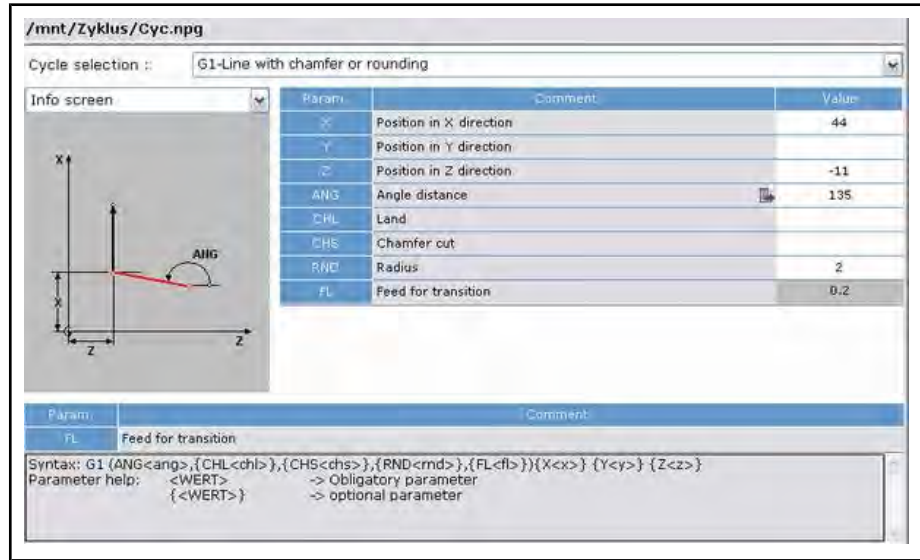 /mnt/Zyklus/Cyc.npg
Cycle selection : G1-Line with chamfer or rounding
Info screen
Param. Comment Value
X Position in X direction 44
Y Position in Y direction
Z Position in Z direction -11
ANG Angle distance 135
CHL Land
CHS Chamfer cut
RND Radius 2
FL Feed for transition 0.2
X
ANG
X
Z
Z
Param. Comment
FL Feed for transition
Syntax: G1 (ANG<ang>,{CHL<chl>},{CHS<chs>},{RND<rnd>},{FL<fl>}){X<x>} {Y<y>} {Z<z>}
Parameter help: <WERT> -> Obligatory parameter
{<WERT>} -> optional parameter